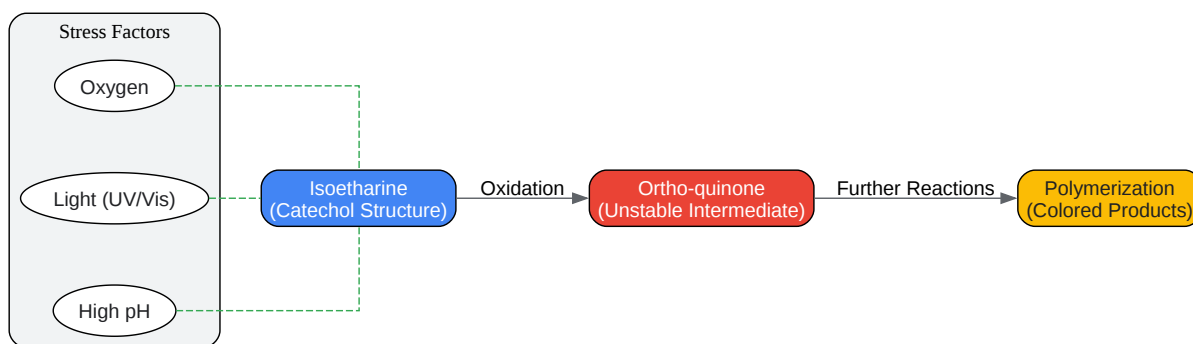 Stress Factors
Oxygen
Light (UV/Vis)
High pH
Isoetharine
(Catechol Structure)
Oxidation
Ortho-quinone
(Unstable Intermediate)
Further Reactions
Polymerization
(Colored Products)